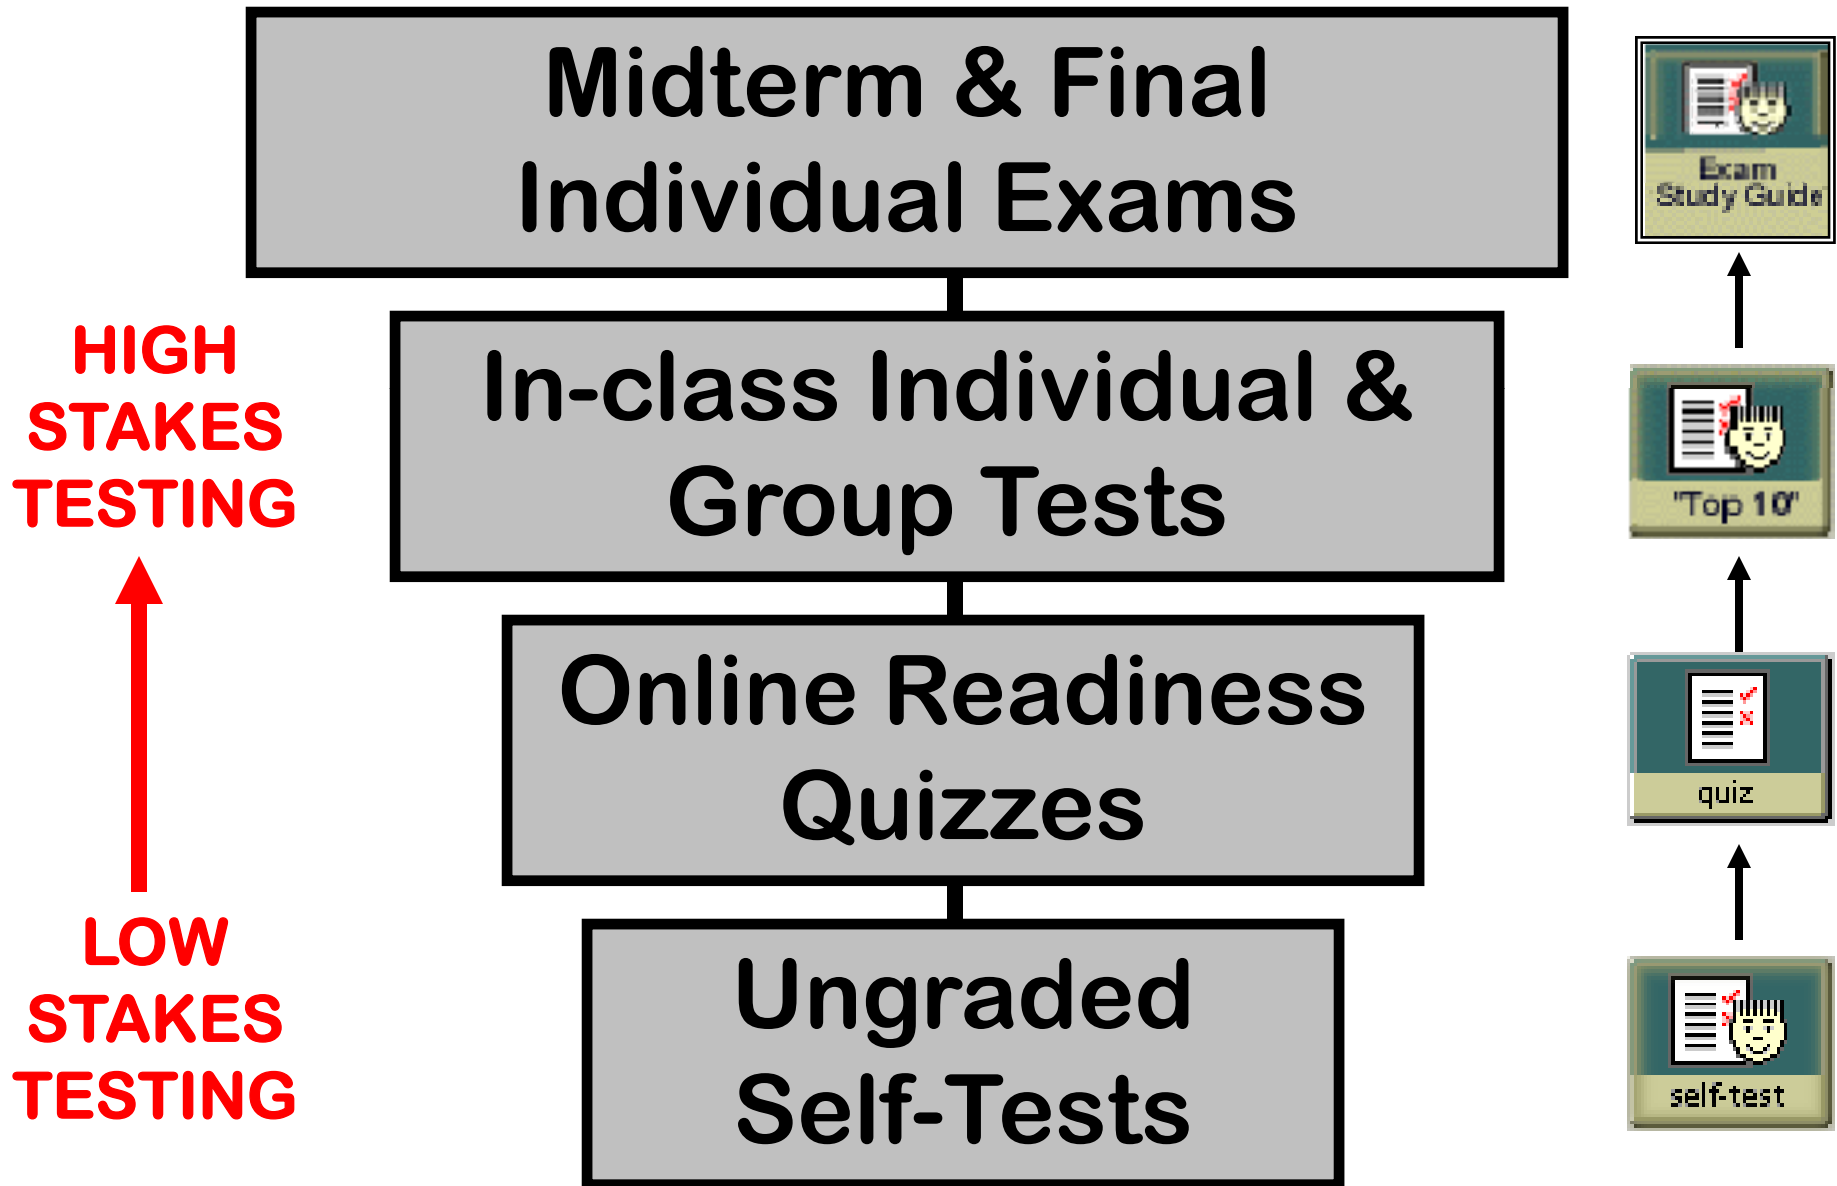 Midterm & Final
Individual Exams
In-class Individual &
Group Tests
Online Readiness
Quizzes
Ungraded
Self-Tests
HIGH
STAKES
TESTING
LOW
STAKES
TESTING
Exam
Study Guide
"Top 10"
quiz
self-test